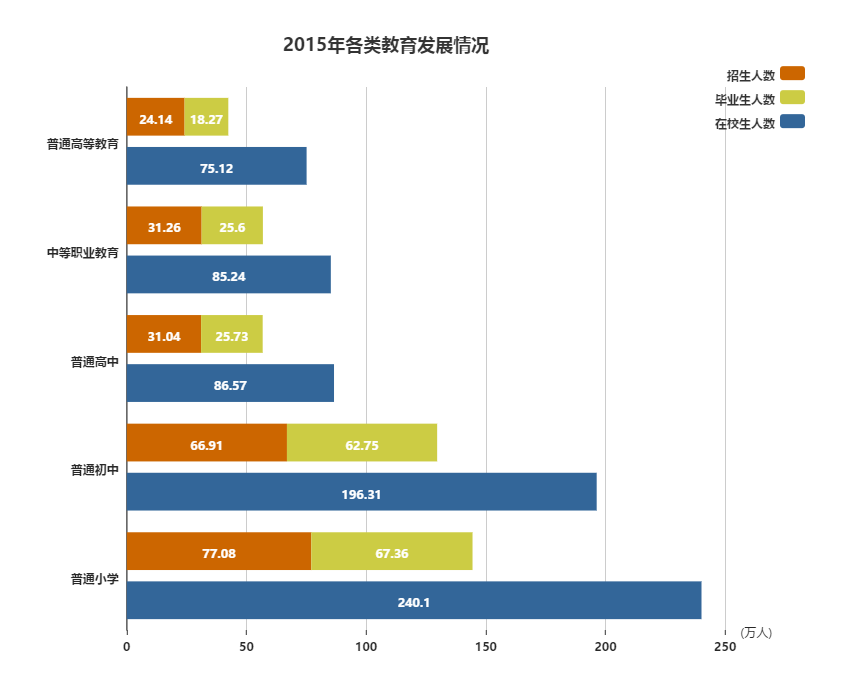 2015年各类教育发展情况
招生人数
毕业生人数
在校生人数
普通高等教育
24.14 18.27
75.12
中等职业教育
31.26 25.6
85.24
普通高中
31.04 25.73
86.57
普通初中
66.91 62.75
196.31
普通小学
77.08 67.36
240.1
(万人)
0 50 100 150 200 250